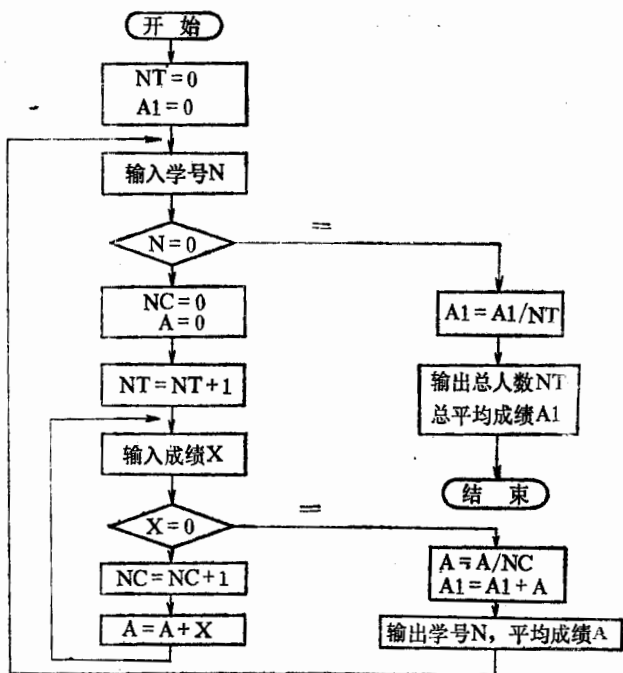 开 始
NT=0
A1=0
输入学号N
N=0
=
NC=0
A=0
NT=NT+1
输入成绩X
X=0
=
NC=NC+1
A=A+X
A1=A1/NT
输出总人数NT
总平均成绩A1
结 束
A=A/NC
A1=A1+A
输出学号N，平均成绩A